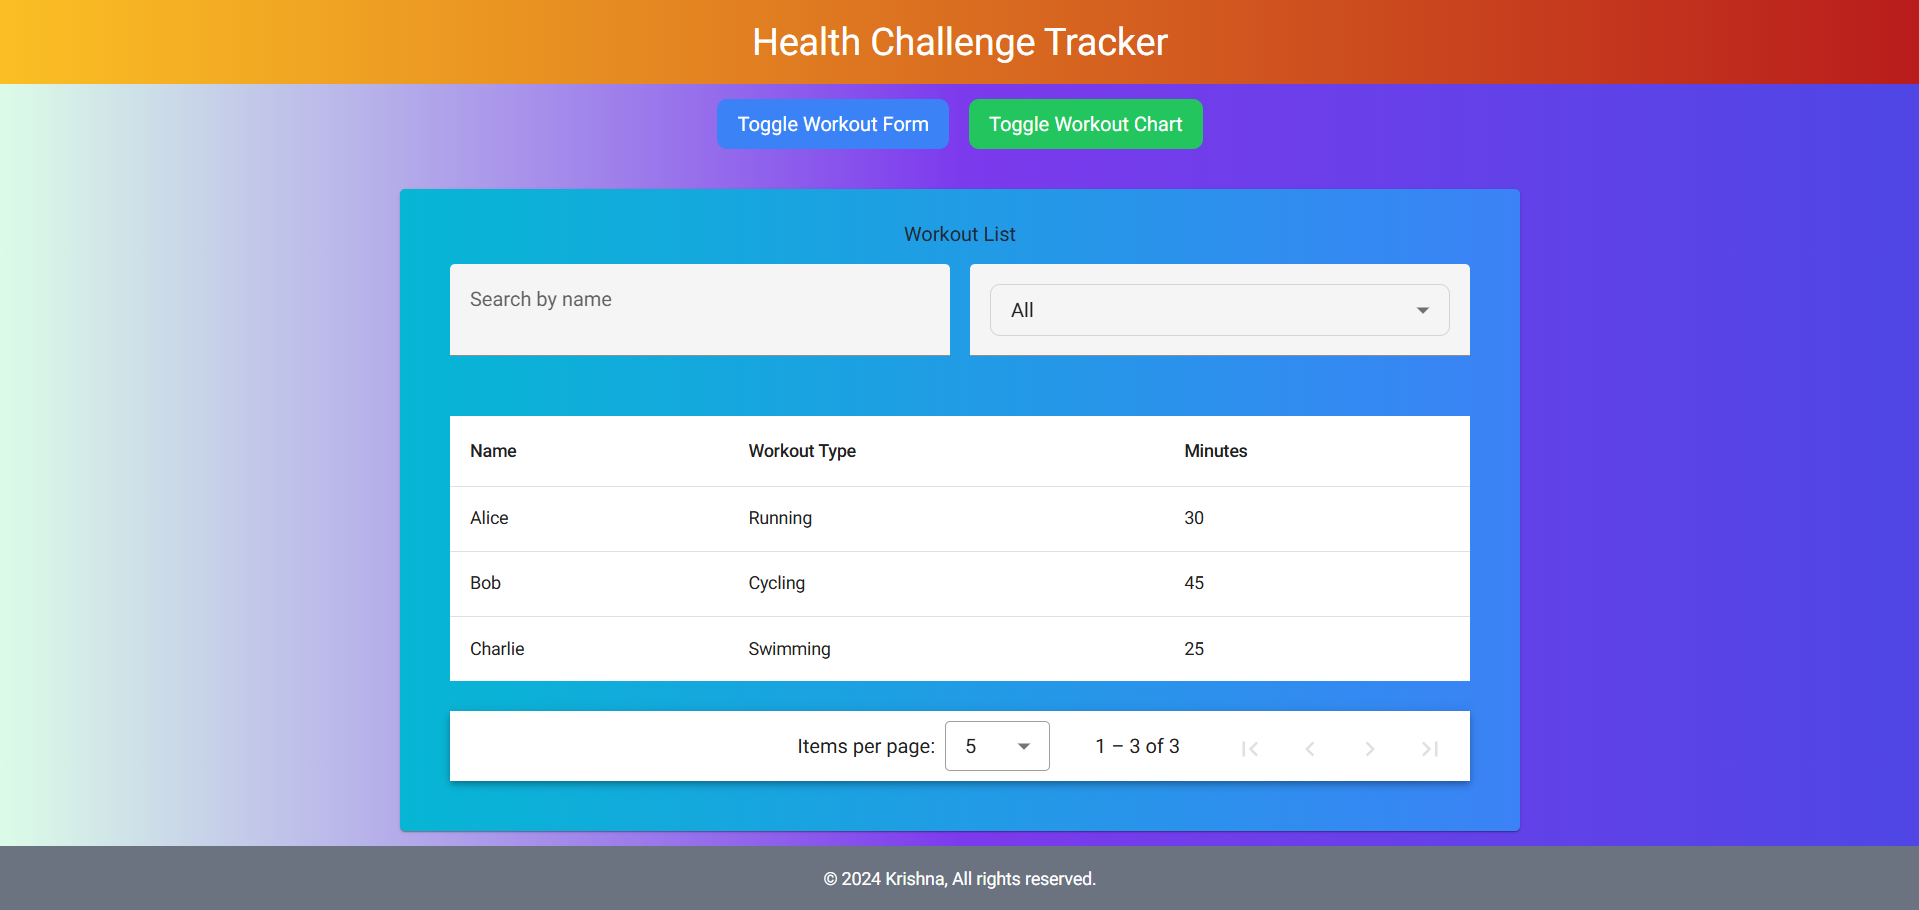 Health Challenge Tracker
Toggle Workout Form Toggle Workout Chart
Workout List
Search by name All
Name Workout Type Minutes
Alice Running 30
Bob Cycling 45
Charlie Swimming 25
Items per page: 5 1 – 3 of 3
© 2024 Krishna, All rights reserved.